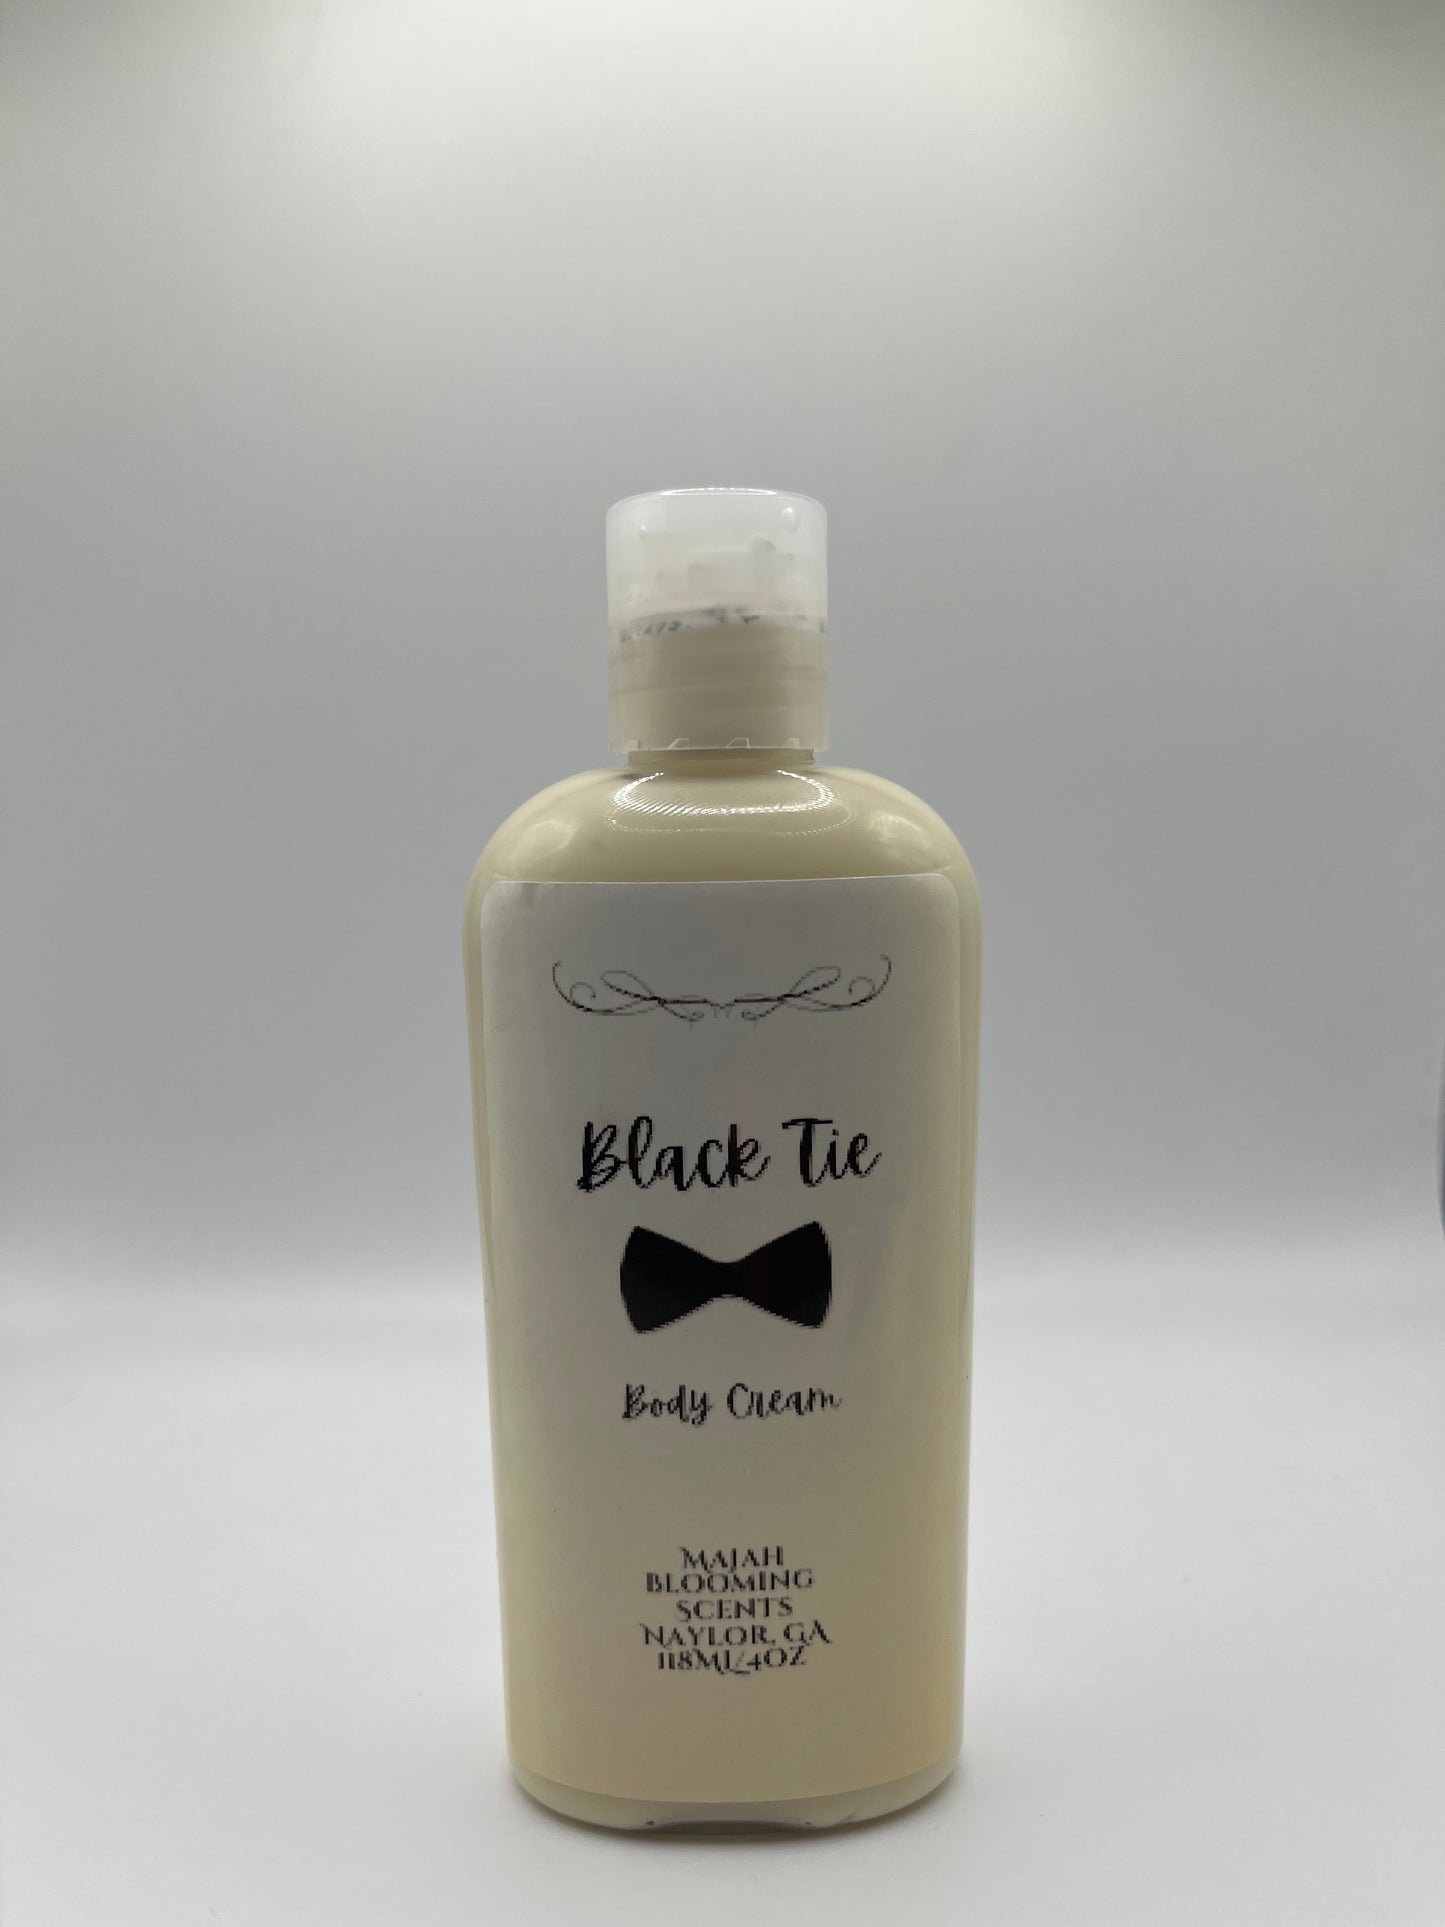 Black Tie
Body Cream
MAJAH
BLOOMING
SCENTS
NAYLOR, GA
118ML/4OZ